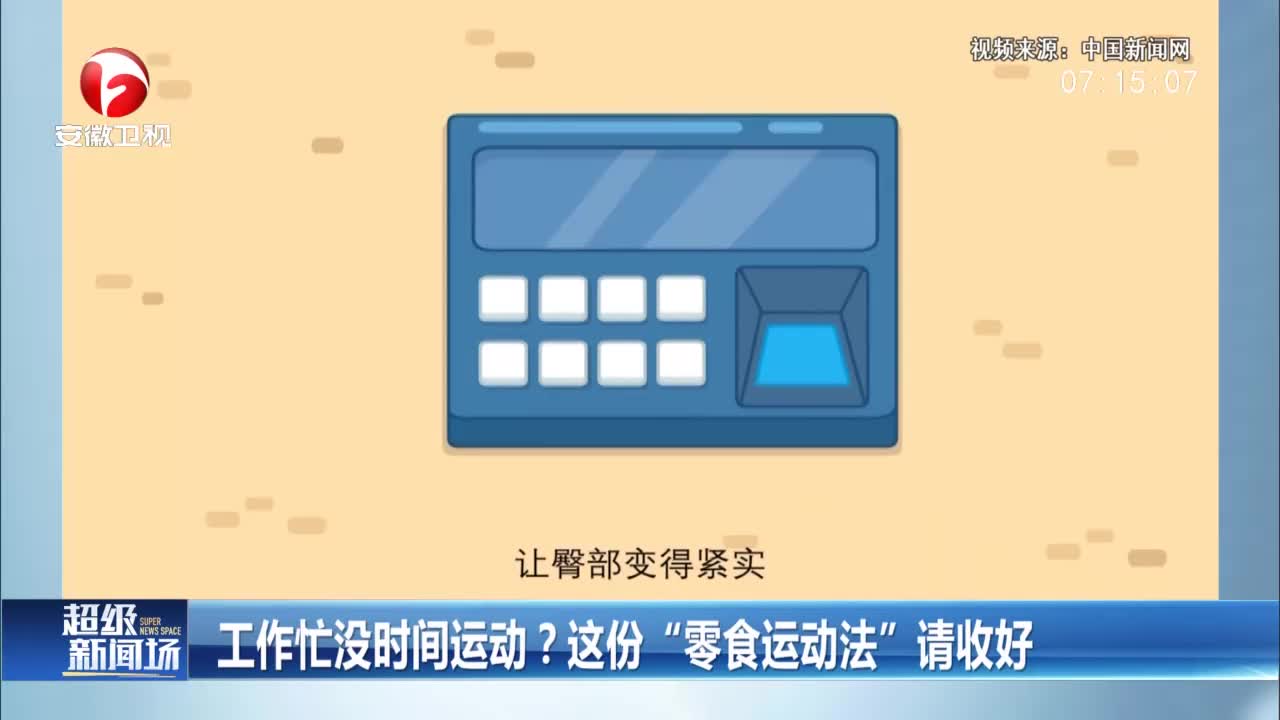 视频来源：中国新闻网
07:15:07
安徽卫视
让臀部变得紧实
超级新闻场
SUPER NEWS SPACE
工作忙没时间运动？这份“零食运动法”请收好